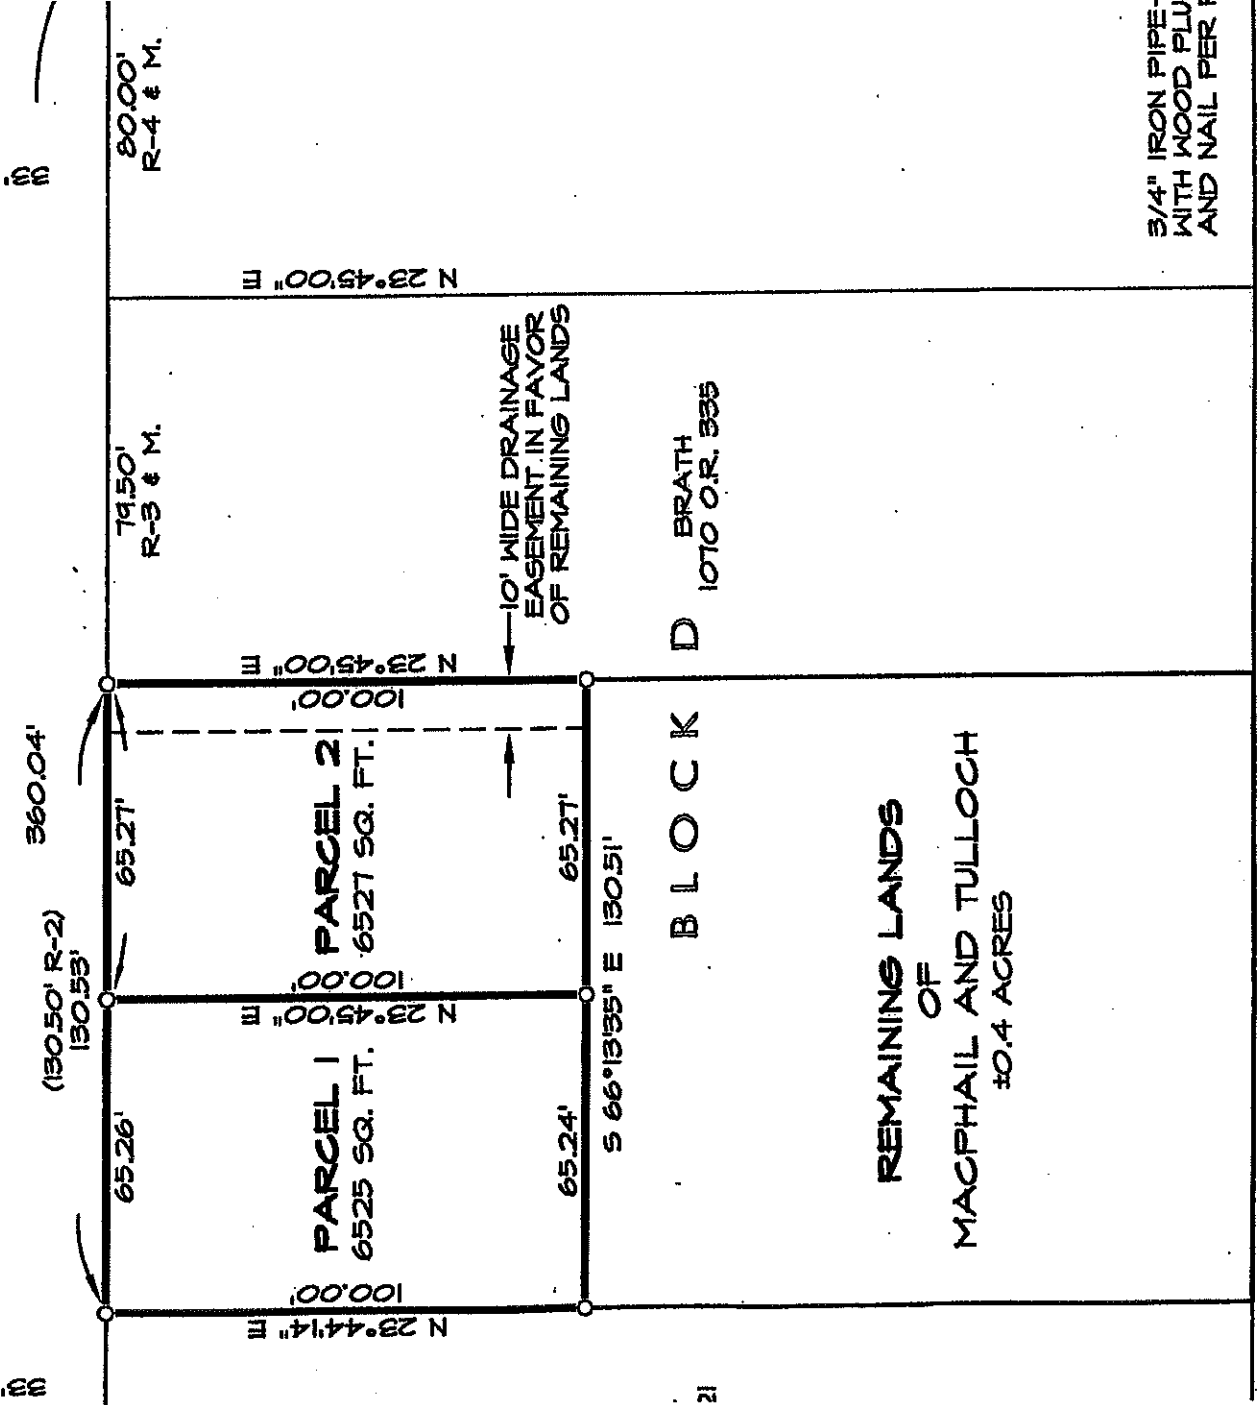 33'
33'
80.00'
R-4 & M.
79.50'
R-3 & M.
360.04'
(130.50' R-2)
130.53'
65.26'
65.27'
N 23°44'14" E
100.00'
PARCEL 1
6525 SQ. FT.
N 23°45'00" E
100.00'
PARCEL 2
6527 SQ. FT.
100.00'
N 23°45'00" E
N 23°45'00" E
10' WIDE DRAINAGE
EASEMENT IN FAVOR
OF REMAINING LANDS
65.24'
65.27'
S 66°13'35" E 130.51'
BLOCK D
BRATH
1070 O.R. 335
REMAINING LANDS
OF
MACPHAIL AND TULLOCH
±0.4 ACRES
3/4" IRON PIPE
WITH WOOD
AND NAIL PER